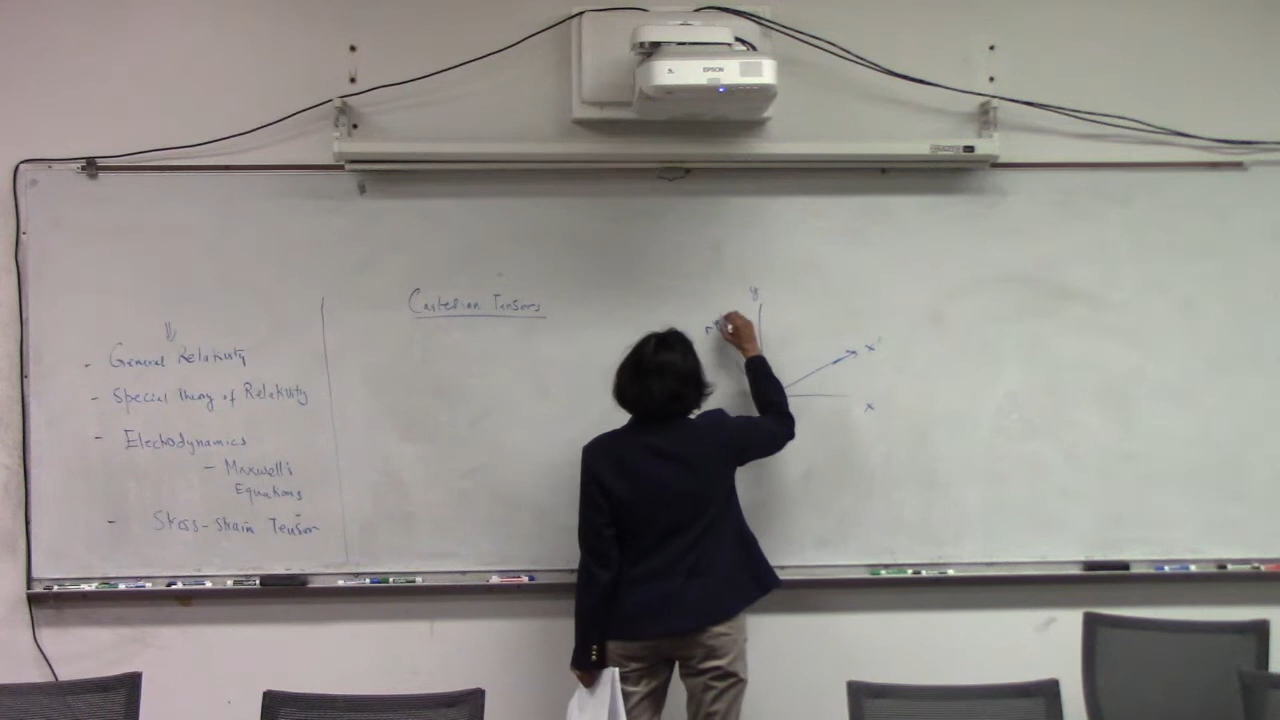 EPSON
Cartesian Tensors
- General Relativity
- Special Theory of Relativity
- Electrodynamics
- Maxwell's
Equations
- Stress-Strain Tensor
y
x'
x